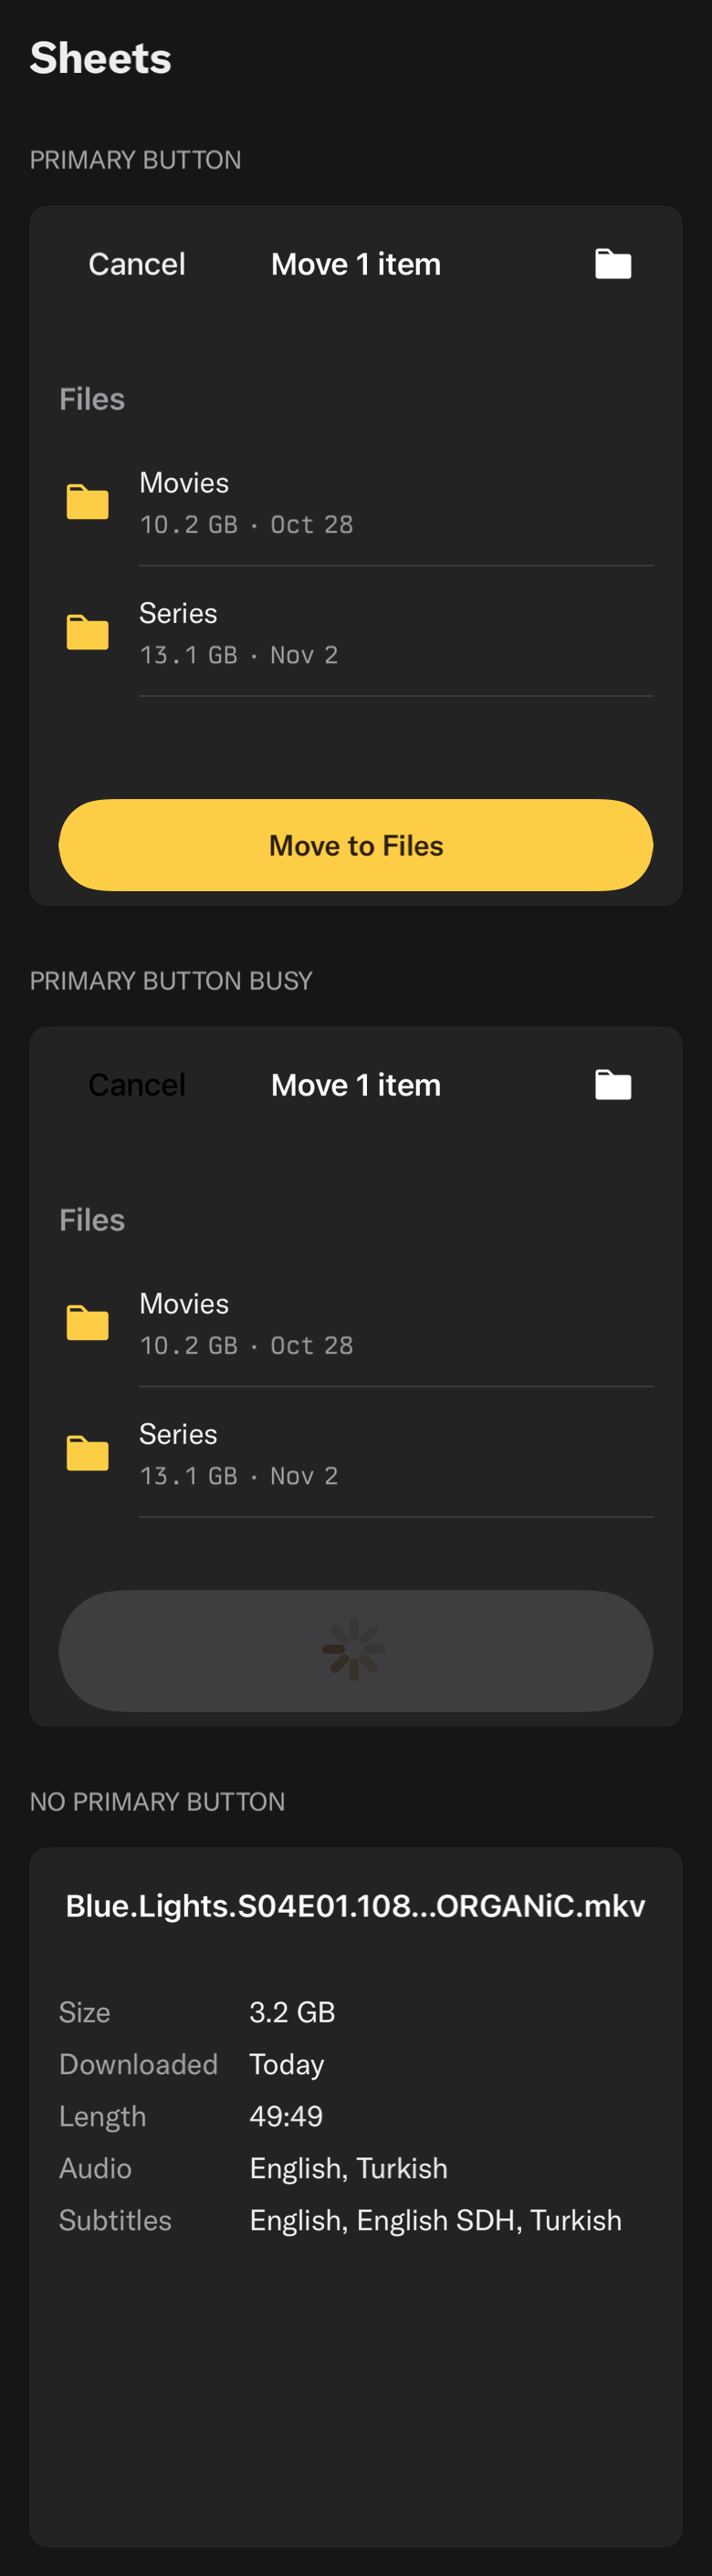 Sheets
PRIMARY BUTTON
Cancel Move 1 item
Files
Movies
10.2 GB · Oct 28
Series
13.1 GB · Nov 2
Move to Files
PRIMARY BUTTON BUSY
Cancel Move 1 item
Files
Movies
10.2 GB · Oct 28
Series
13.1 GB · Nov 2
NO PRIMARY BUTTON
Blue.Lights.S04E01.108...ORGANiC.mkv
Size 3.2 GB
Downloaded Today
Length 49:49
Audio English, Turkish
Subtitles English, English SDH, Turkish